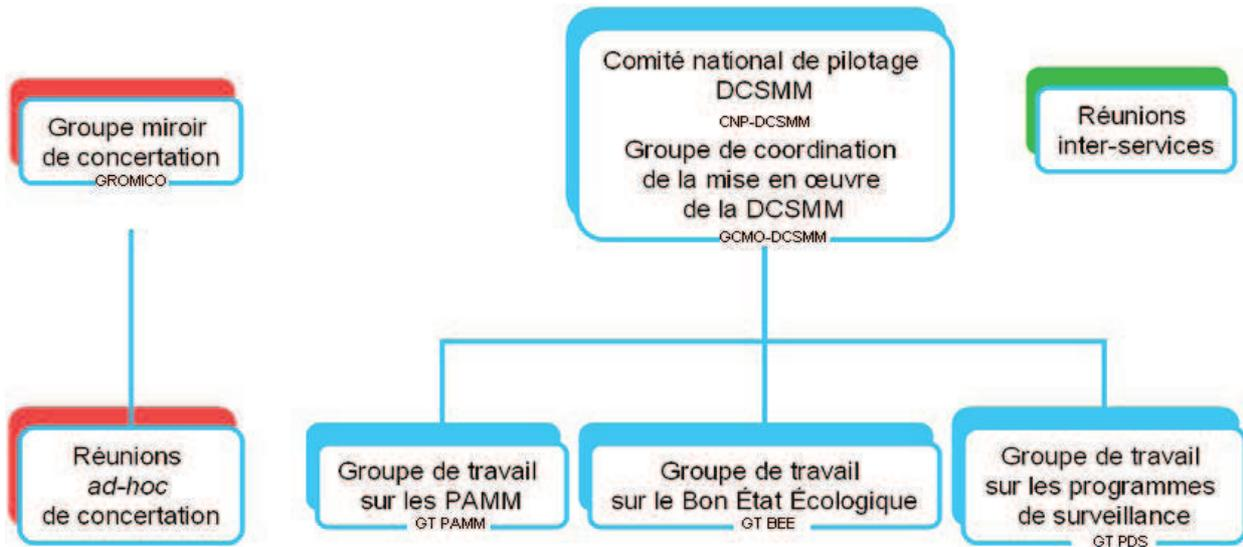 Groupe miroir
de concertation
GROMICO
Comité national de pilotage
DCSMM
CNP-DCSMM
Groupe de coordination
de la mise en œuvre
de la DCSMM
GCMO-DCSMM
Réunions
inter-services
Réunions
ad-hoc
de concertation
Groupe de travail
sur les PAMM
GT PAMM
Groupe de travail
sur le Bon État Écologique
GT BEE
Groupe de travail
sur les programmes
de surveillance
GT PDS